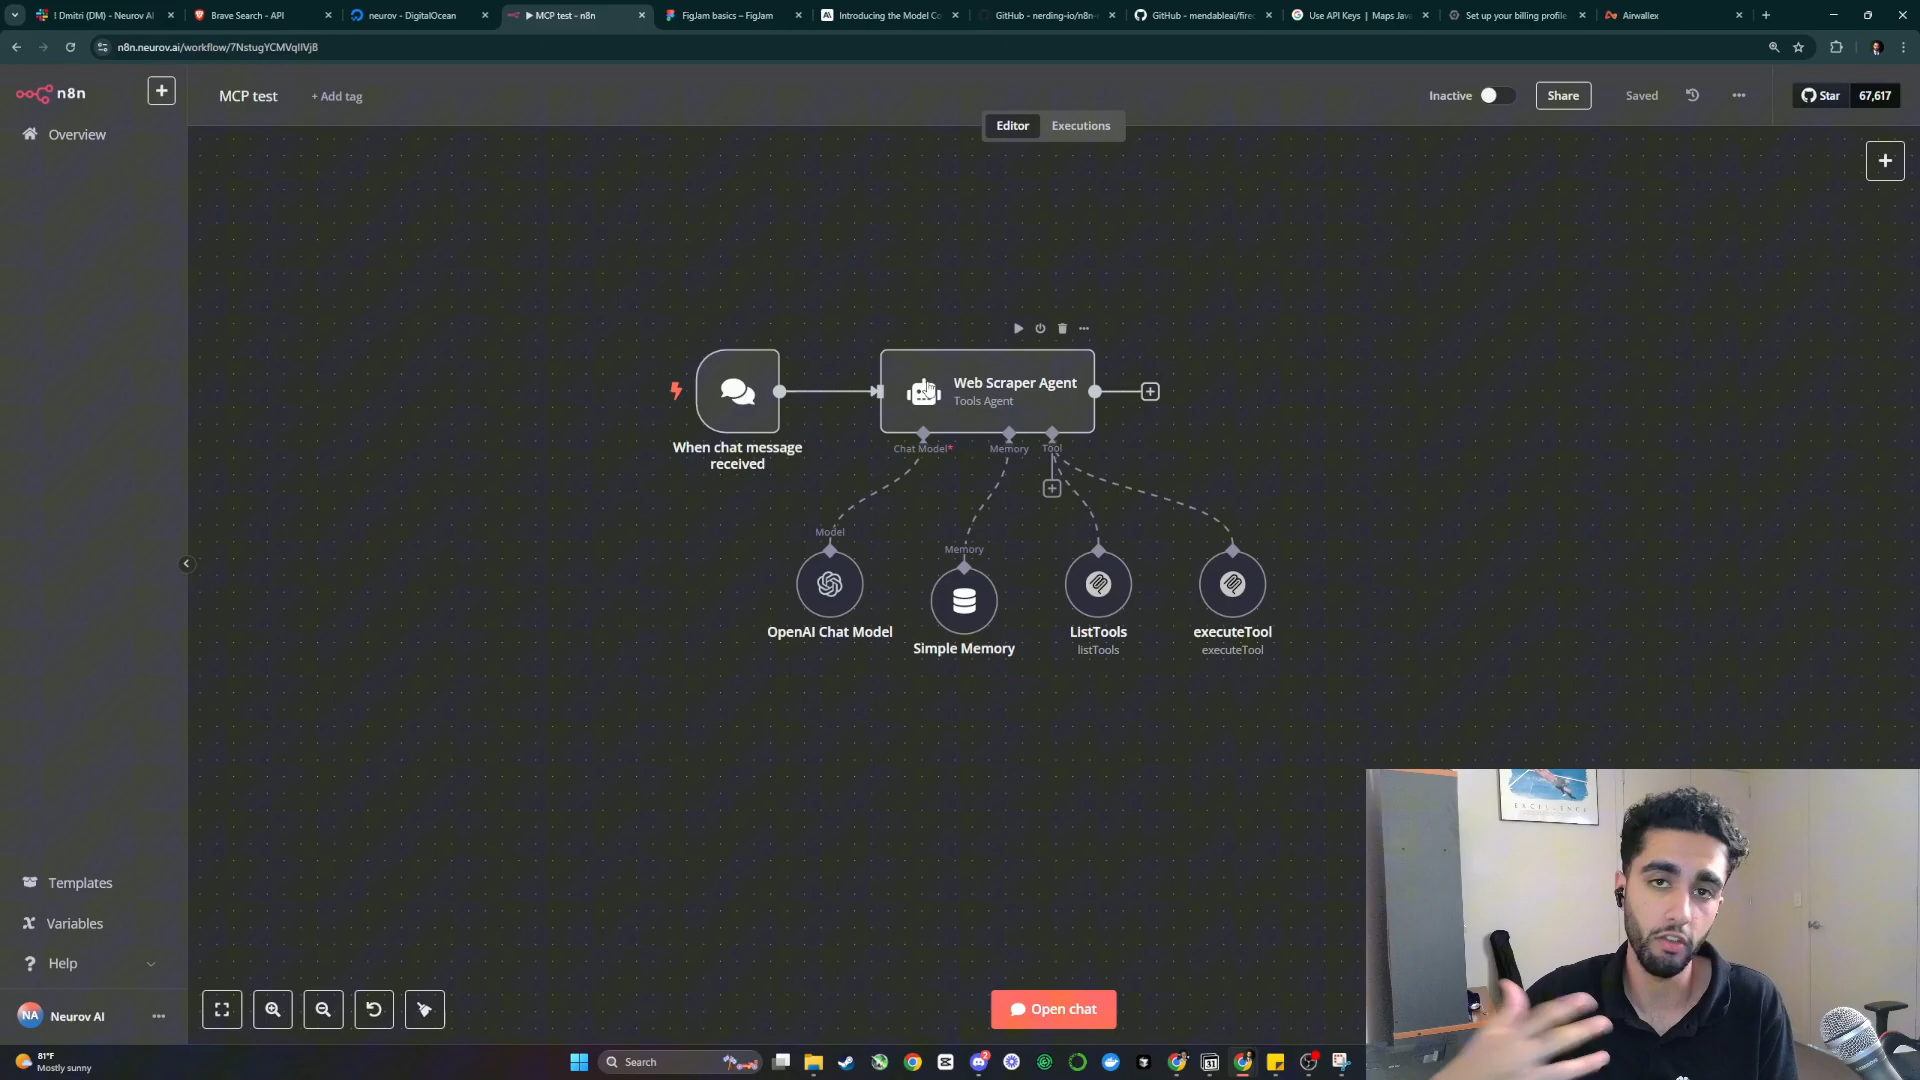 ! Dmitri (DM) - Neurov AI
Brave Search - API
neurov - DigitalOcean
MCP test - n8n
FigJam basics – FigJam
Introducing the Model Co
GitHub - nerding-io/n8n-
GitHub - mendableai/firec
Use API Keys | Maps Java
Set up your billing profile
Airwallex
n8n.neurov.ai/workflow/7NstugYCMVqIIVjB
n8n
MCP test
+ Add tag
Inactive
Share
Saved
Star
67,617
Overview
Editor
Executions
Web Scraper Agent
Tools Agent
When chat message
received
Chat Model*
Memory
Tool
Model
Memory
OpenAI Chat Model
Simple Memory
ListTools
listTools
executeTool
executeTool
EXCELLENCE
Templates
Variables
Help
NA
Neurov AI
Open chat
81°F
Mostly sunny
Search
2
31